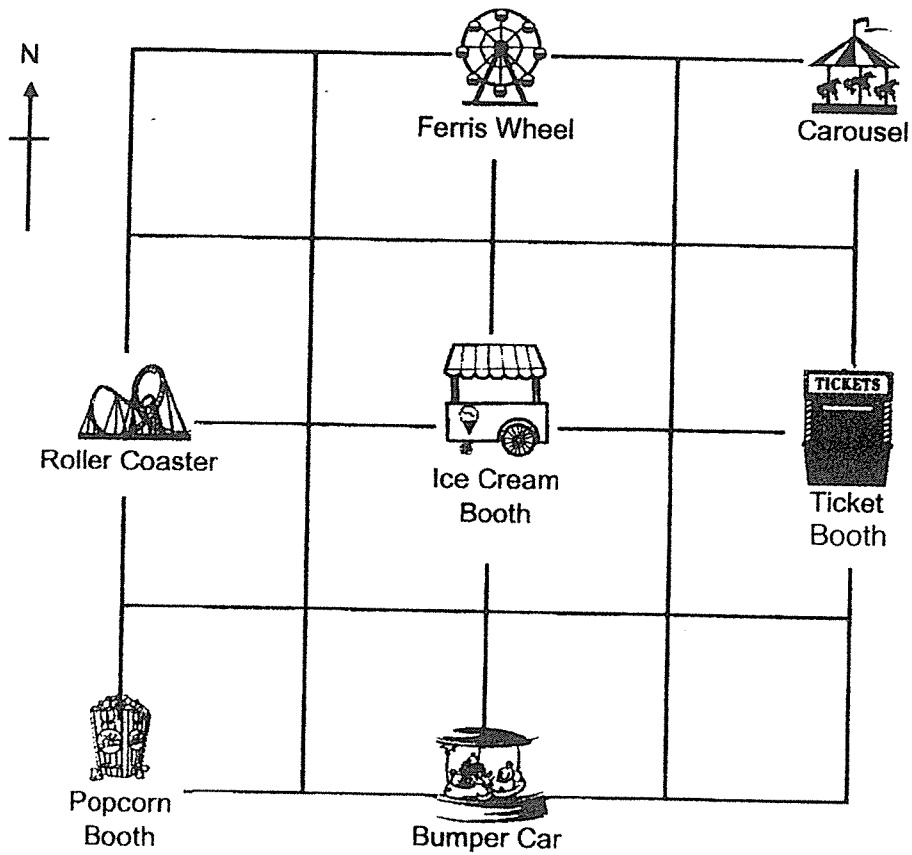 N
Ferris Wheel
Carousel
TICKETS
Roller Coaster
Ice Cream
Booth
Ticket
Booth
Popcorn
Booth
Bumper Car